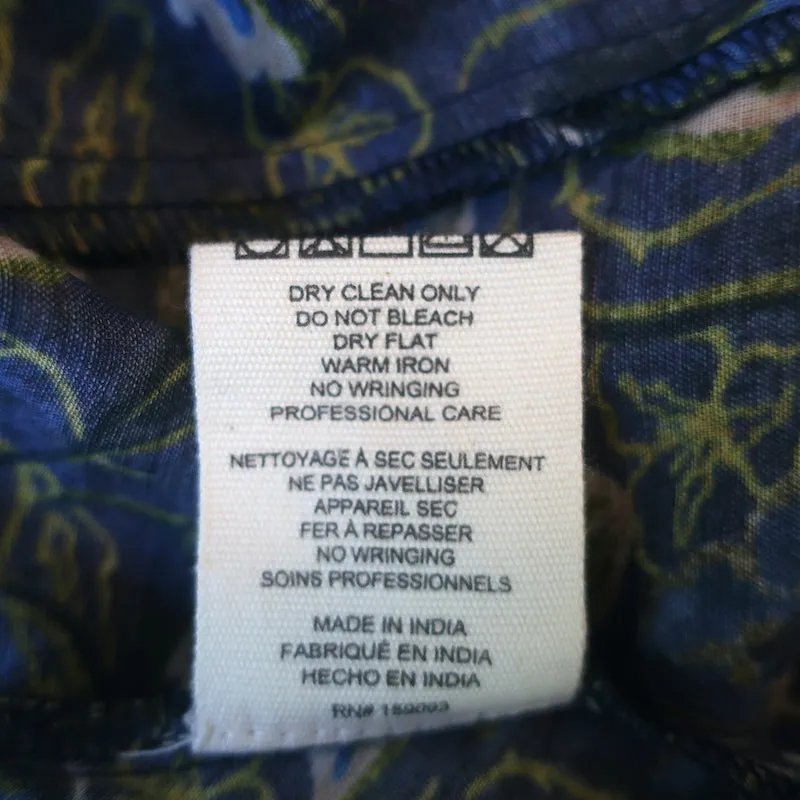 DRY CLEAN ONLY
DO NOT BLEACH
DRY FLAT
WARM IRON
NO WRINGING
PROFESSIONAL CARE
NETTOYAGE À SEC SEULEMENT
NE PAS JAVELLISER
APPAREIL SEC
FER À REPASSER
NO WRINGING
SOINS PROFESSIONNELS
MADE IN INDIA
FABRIQUÉ EN INDIA
HECHO EN INDIA
RN#